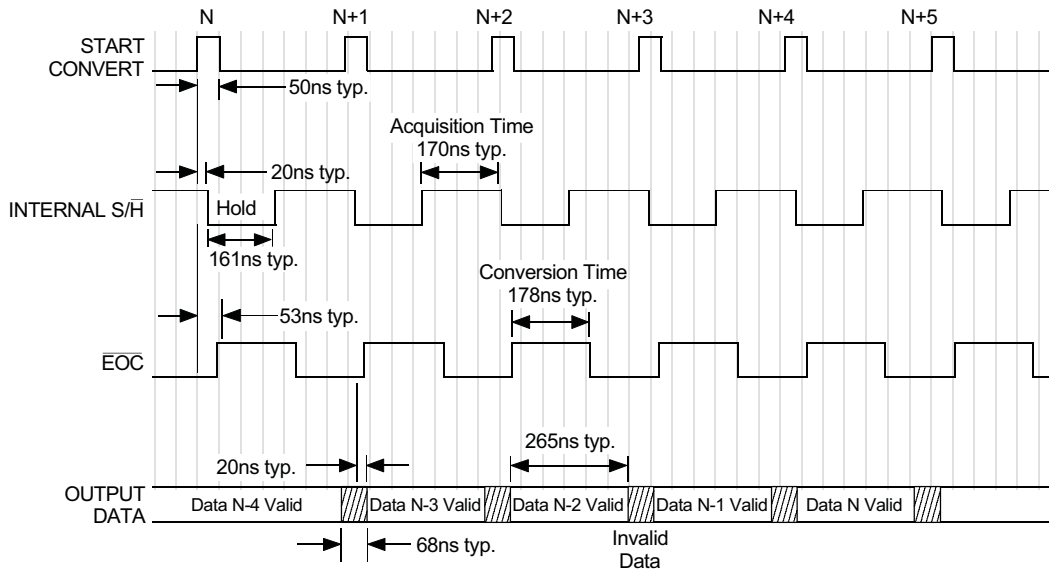 N N+1 N+2 N+3 N+4 N+5
START
CONVERT
50ns typ.
Acquisition Time
170ns typ.
20ns typ.
INTERNAL S/H̅
Hold
161ns typ.
Conversion Time
178ns typ.
53ns typ.
E̅O̅C̅
265ns typ.
20ns typ.
OUTPUT
DATA
Data N-4 Valid Data N-3 Valid Data N-2 Valid Data N-1 Valid Data N Valid
68ns typ.
Invalid
Data